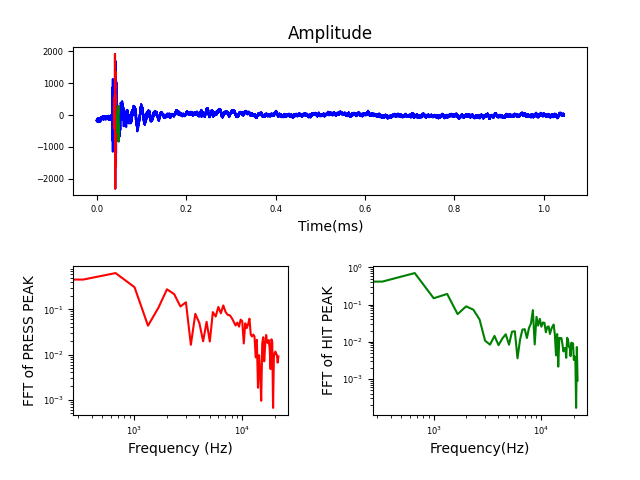 Amplitude
2000
1000
0
−1000
−2000
0.0 0.2 0.4 0.6 0.8 1.0
Time(ms)
FFT of PRESS PEAK
10⁻¹
10⁻²
10⁻³
10³ 10⁴
Frequency (Hz)
FFT of HIT PEAK
10⁰
10⁻¹
10⁻²
10⁻³
10³ 10⁴
Frequency(Hz)